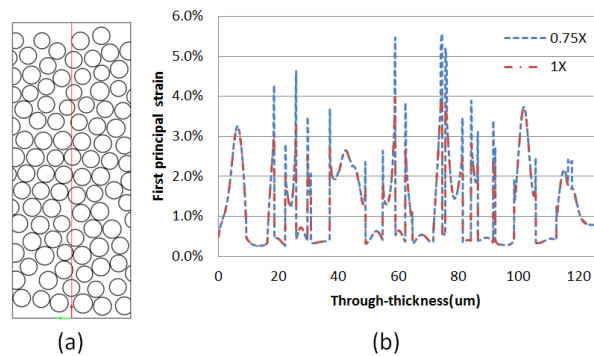 6.0%
5.0%
4.0%
3.0%
2.0%
1.0%
0.0%
First principal strain
0.75X
1X
0 20 40 60 80 100 120
Through-thickness(um)
(a) (b)